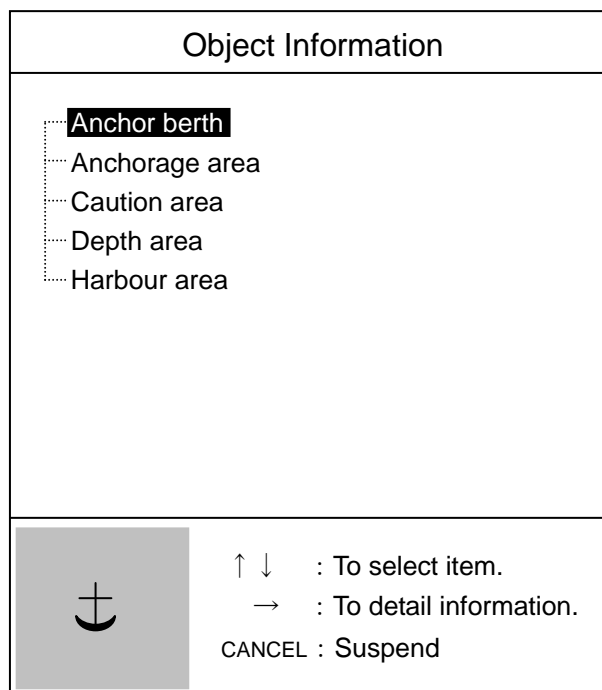 Object Information
Anchor berth
Anchorage area
Caution area
Depth area
Harbour area
↑ ↓ : To select item.
→ : To detail information.
CANCEL : Suspend